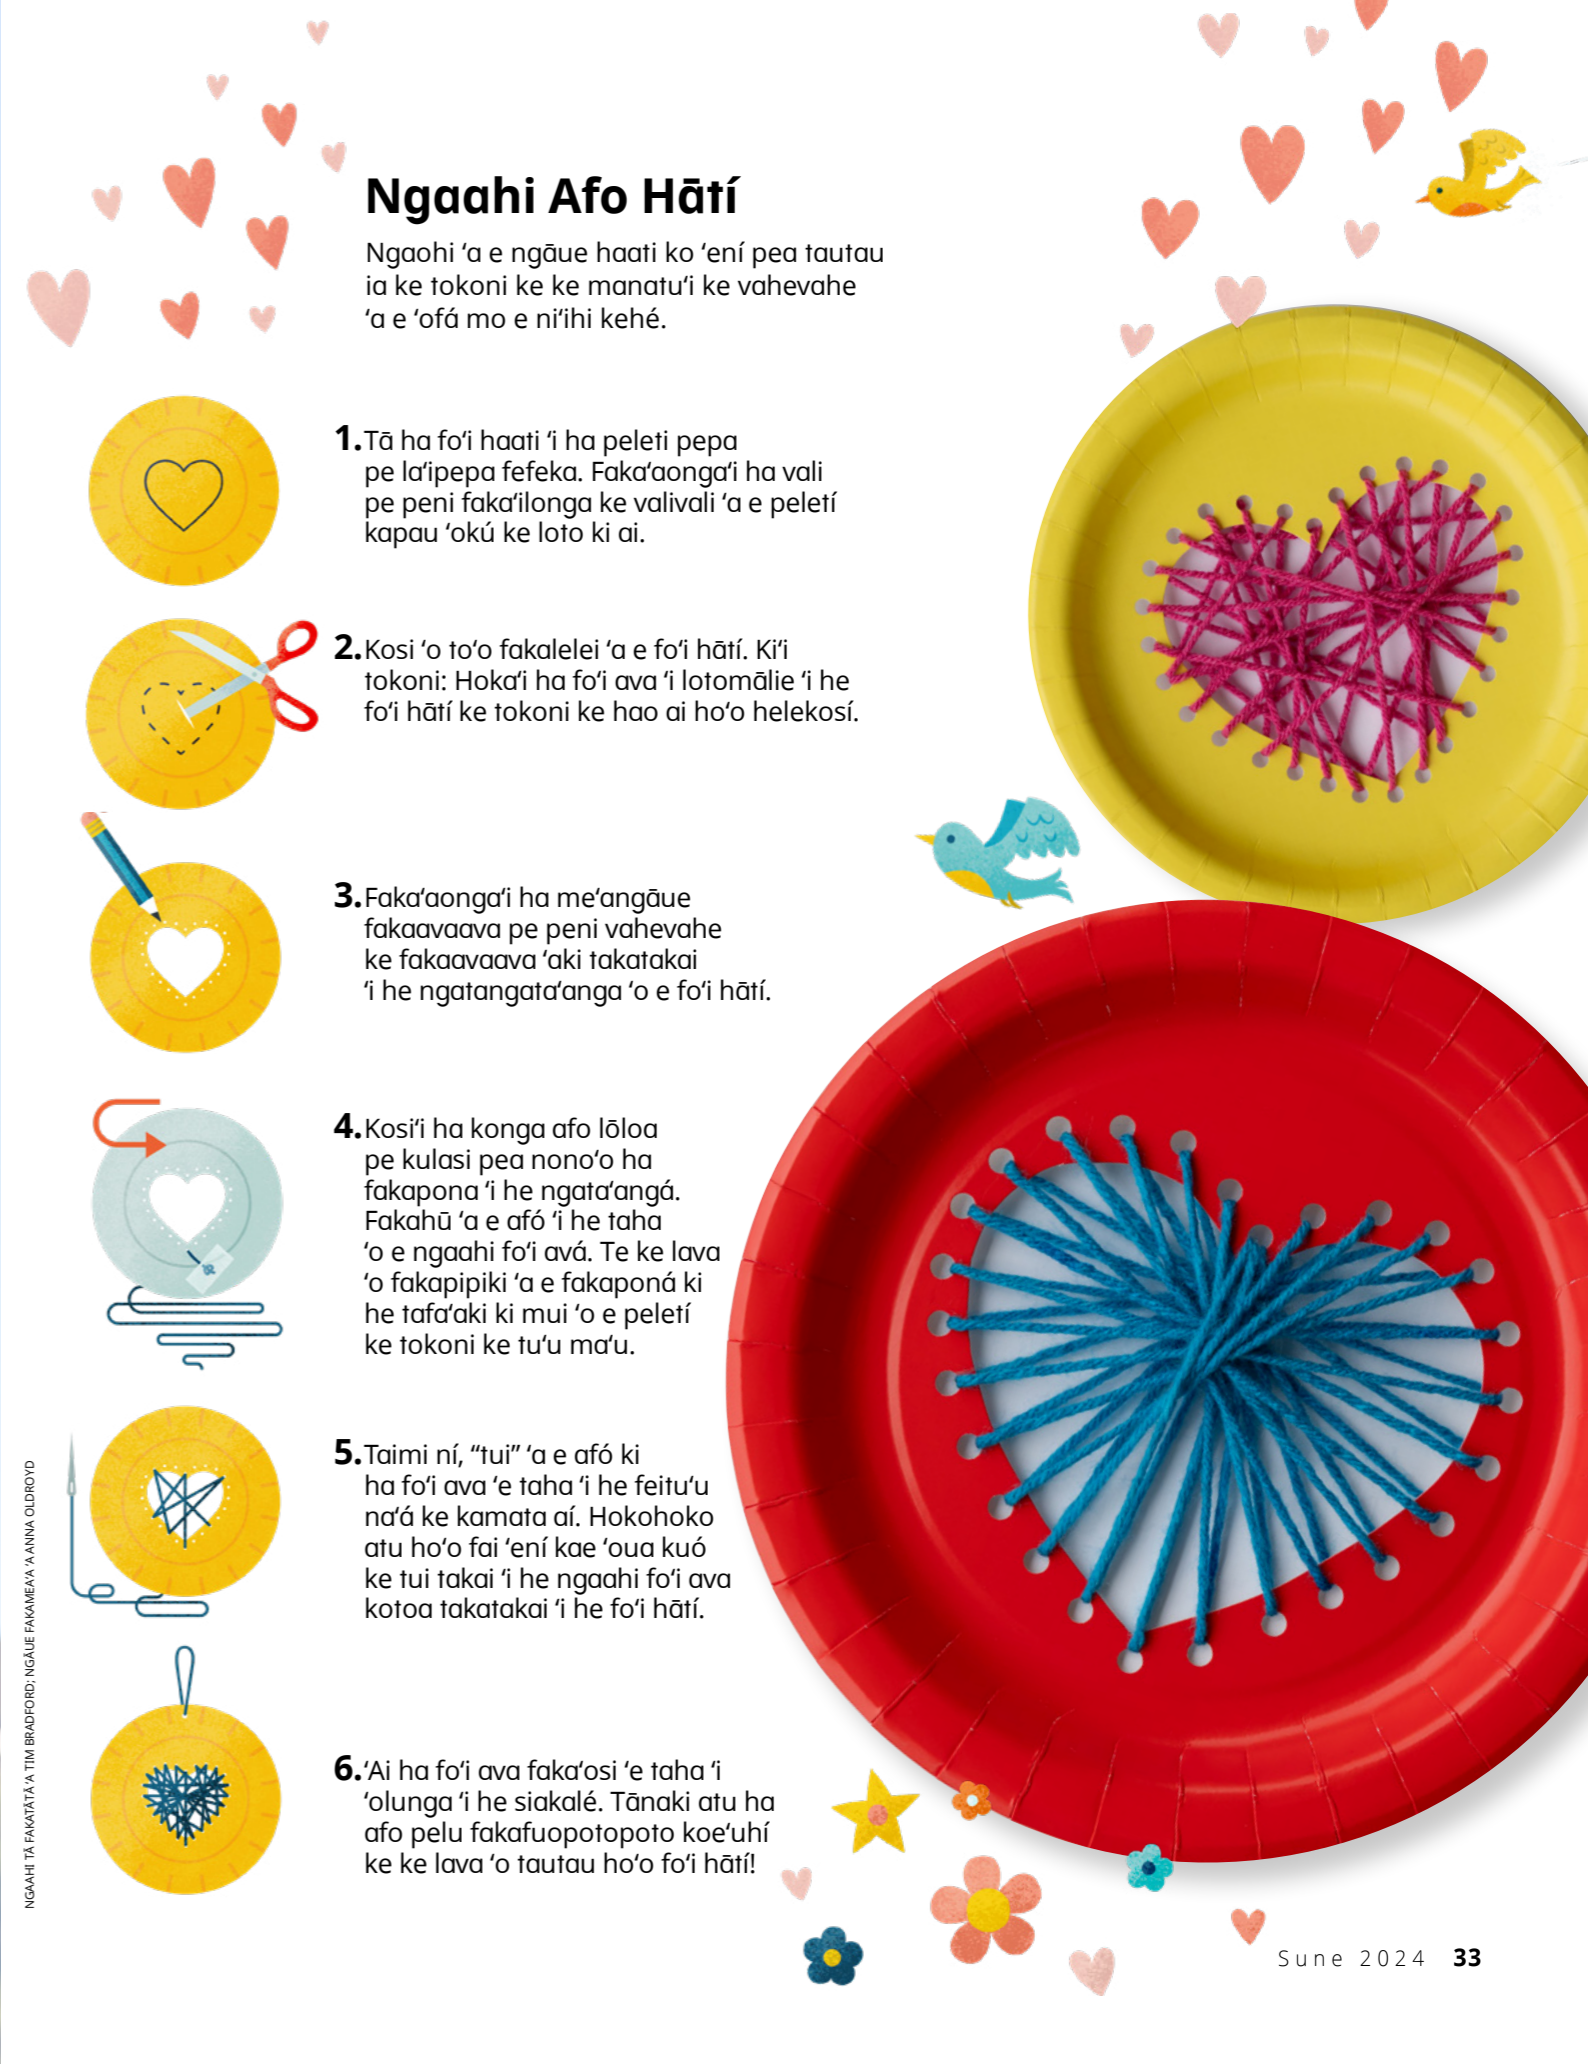 Ngaahi Afo Hātí
Ngaohi ʻa e ngāue haati ko ʻení pea tautau
ia ke tokoni ke ke manatuʻi ke vahevahe
ʻa e ʻofá mo e niʻihi kehé.
1. Tā ha foʻi haati ʻi ha peleti pepa
pe laʻipepa fefeka. Fakaʻaongaʻi ha vali
pe peni fakaʻilonga ke valivali ʻa e peletí
kapau ʻokú ke loto ki ai.
2. Kosi ʻo toʻo fakalelei ʻa e foʻi hātí. Kiʻi
tokoni: Hokaʻi ha foʻi ava ʻi lotomālie ʻi he
foʻi hātí ke tokoni ke hao ai hoʻo helekosí.
3. Fakaʻaongaʻi ha meʻangāue
fakaavaava pe peni vahevahe
ke fakaavaava ʻaki takatakai
ʻi he ngatangataʻanga ʻo e foʻi hātí.
4. Kosiʻi ha konga afo lōloa
pe kulasi pea nonoʻo ha
fakapona ʻi he ngataʻangá.
Fakahū ʻa e afó ʻi he taha
ʻo e ngaahi foʻi avá. Te ke lava
ʻo fakapipiki ʻa e fakaponá ki
he tafaʻaki ki mui ʻo e peletí
ke tokoni ke tuʻu maʻu.
5. Taimi ní, “tui” ʻa e afó ki
ha foʻi ava ʻe taha ʻi he feituʻu
naʻá ke kamata aí. Hokohoko
atu hoʻo fai ʻení kae ʻoua kuó
ke tui takai ʻi he ngaahi foʻi ava
kotoa takatakai ʻi he foʻi hātí.
6. ʻAi ha foʻi ava fakaʻosi ʻe taha ʻi
ʻolunga ʻi he siakalé. Tānaki atu ha
afo pelu fakafuopotopoto koeʻuhí
ke ke lava ʻo tautau hoʻo foʻi hātí!
NGAAHI TĀ FAKATĀTĀ ʻA TIM BRADFORD; NGĀUE FAKAMEAʻA ʻA ANNA OLDROYD
Sune 2024 33